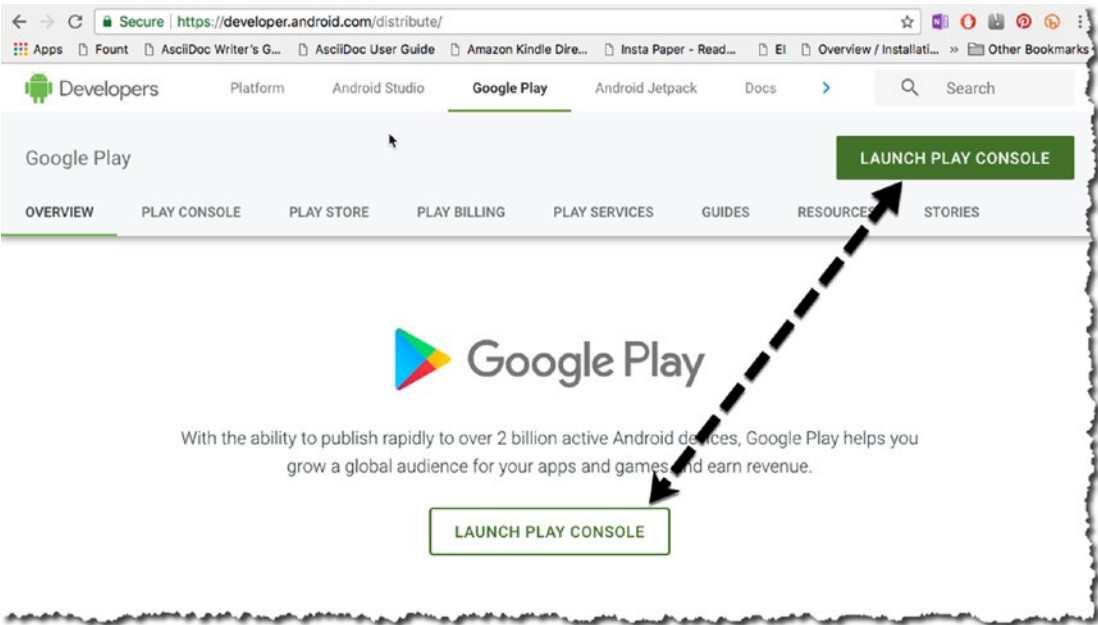 Secure | https://developer.android.com/distribute/
Apps Fount AsciiDoc Writer's G... AsciiDoc User Guide Amazon Kindle Dire... Insta Paper - Read... EI Overview / Installati... » Other Bookmarks
Developers Platform Android Studio Google Play Android Jetpack Docs Search
Google Play LAUNCH PLAY CONSOLE
OVERVIEW PLAY CONSOLE PLAY STORE PLAY BILLING PLAY SERVICES GUIDES RESOURCES STORIES
Google Play
With the ability to publish rapidly to over 2 billion active Android devices, Google Play helps you
grow a global audience for your apps and games and earn revenue.
LAUNCH PLAY CONSOLE